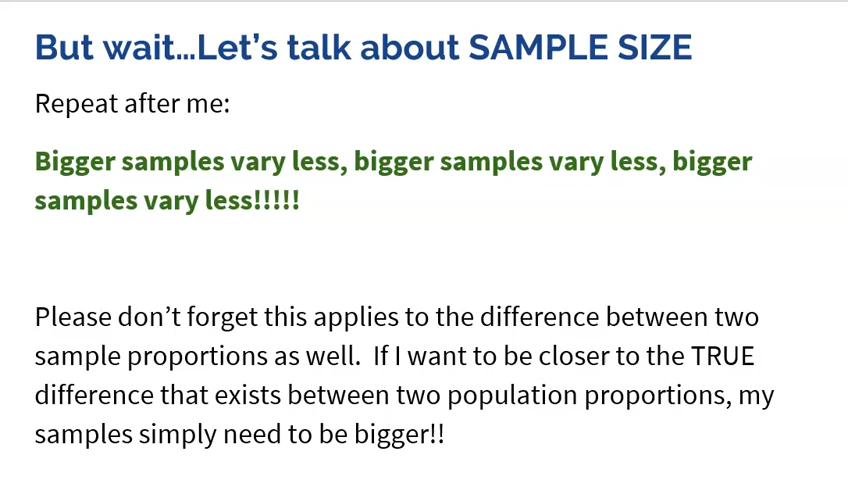 But wait...Let’s talk about SAMPLE SIZE
Repeat after me:
Bigger samples vary less, bigger samples vary less, bigger
samples vary less!!!!!
Please don’t forget this applies to the difference between two
sample proportions as well.  If I want to be closer to the TRUE
difference that exists between two population proportions, my
samples simply need to be bigger!!